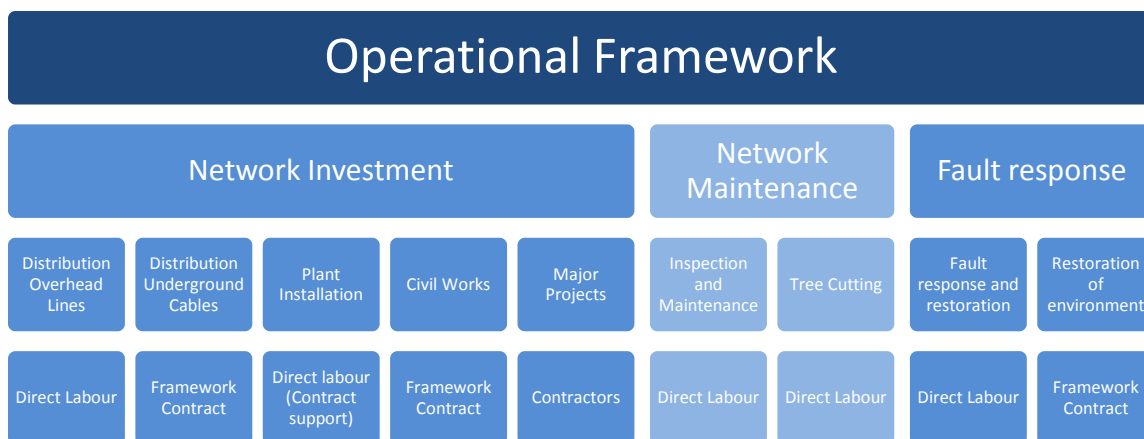 Operational Framework
Network Investment
Network
Maintenance
Fault response
Distribution
Overhead
Lines
Distribution
Underground
Cables
Plant
Installation
Civil Works
Major
Projects
Inspection
and
Maintenance
Tree Cutting
Fault
response and
restoration
Restoration
of
environment
Direct Labour
Framework
Contract
Direct labour
(Contract
support)
Framework
Contract
Contractors
Direct Labour
Direct Labour
Direct Labour
Framework
Contract